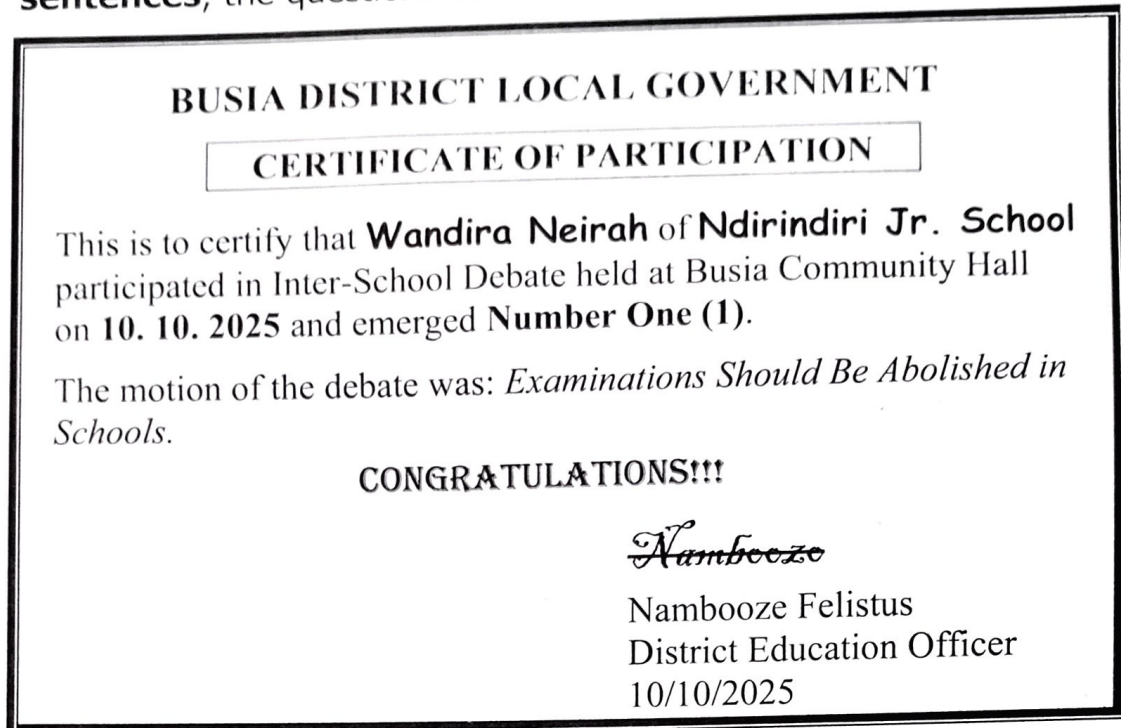 sentences, the question
BUSIA DISTRICT LOCAL GOVERNMENT
CERTIFICATE OF PARTICIPATION
This is to certify that Wandira Neirah of Ndirindiri Jr. School
participated in Inter-School Debate held at Busia Community Hall
on 10. 10. 2025 and emerged Number One (1).
The motion of the debate was: Examinations Should Be Abolished in
Schools.
CONGRATULATIONS!!!
Nambooze
Nambooze Felistus
District Education Officer
10/10/2025